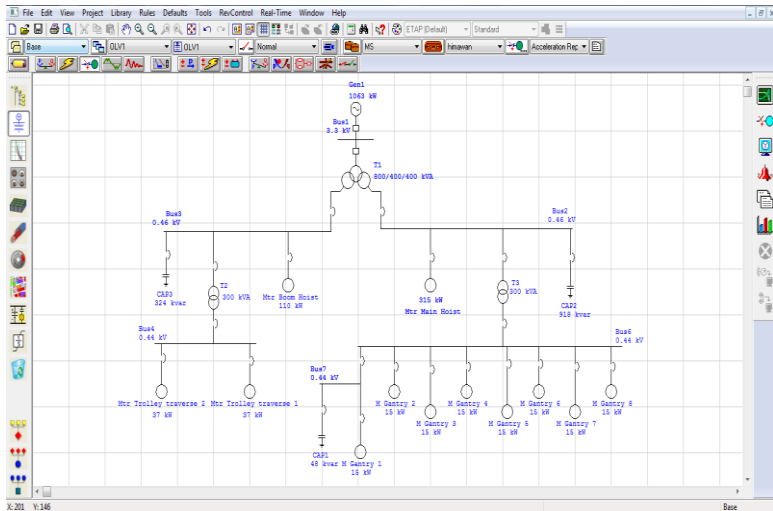 File Edit View Project Library Rules Defaults Tools RevControl Real-Time Window Help
ETAP (Default) Standard
Base OLV1 OLV1 Normal MS himawan Acceleration Rep
Gen1
1063 kW
Bus1
3.3 kV
T1
800/400/400 kVA
Bus3
0.46 kV
Bus2
0.46 kV
CAP3
324 kvar
T2
300 kVA
Mtr Boom Hoist
110 kW
315 kW
Mtr Main Hoist
T3
300 kVA
CAP2
918 kvar
Bus4
0.44 kV
Bus6
0.44 kV
Bus7
0.44 kV
Mtr Trolley traverse 2
37 kW
Mtr Trolley traverse 1
37 kW
CAP1
48 kvar
M Gantry 1
15 kW
M Gantry 2
15 kW
M Gantry 3
15 kW
M Gantry 4
15 kW
M Gantry 5
15 kW
M Gantry 6
15 kW
M Gantry 7
15 kW
M Gantry 8
15 kW
X: 201 Y: 146 Base